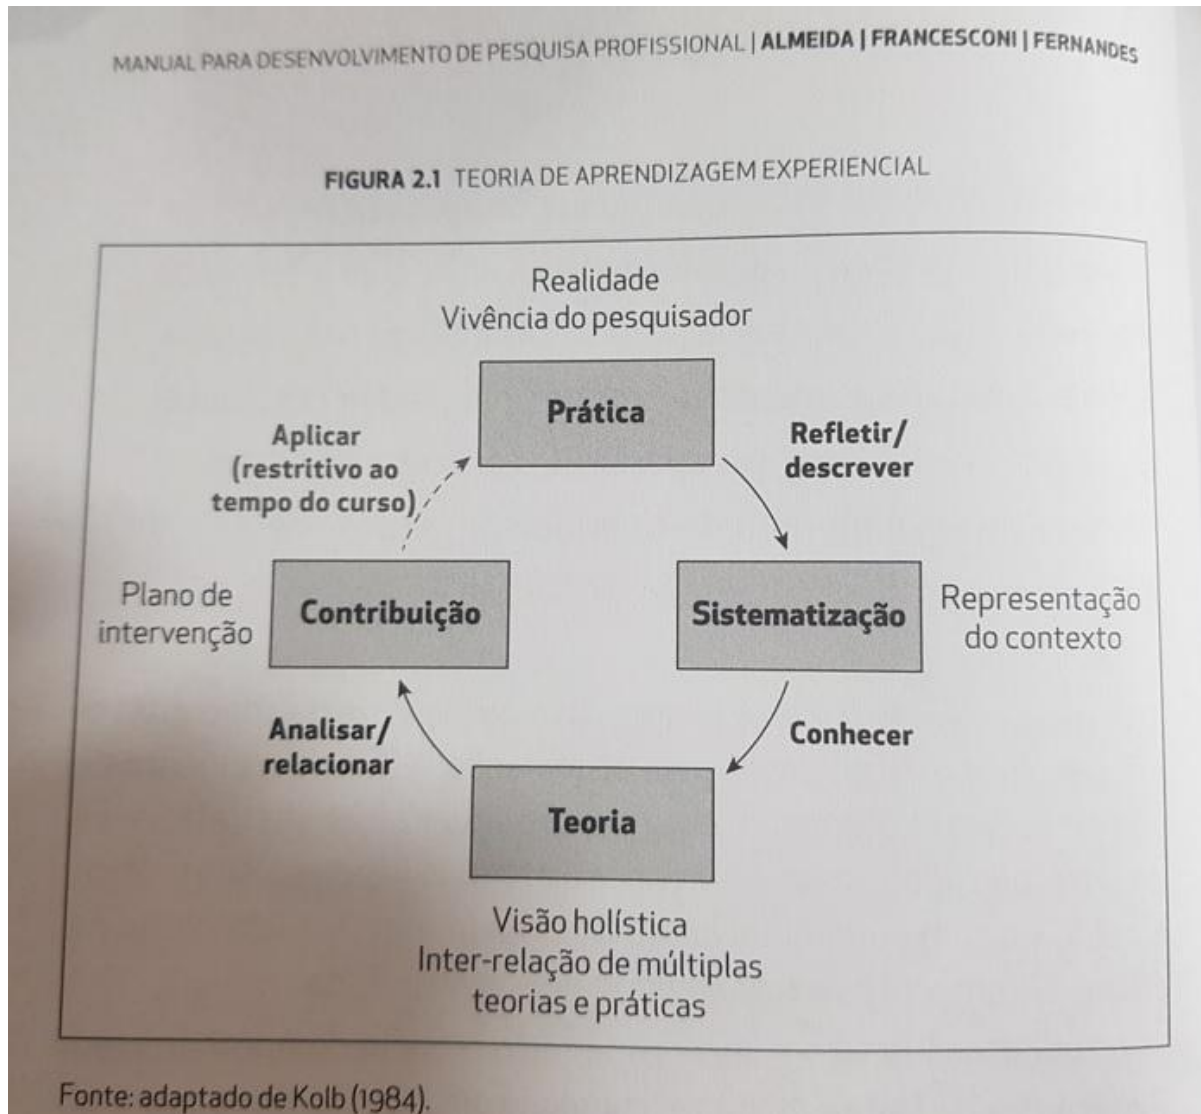 MANUAL PARA DESENVOLVIMENTO DE PESQUISA PROFISSIONAL | ALMEIDA | FRANCESCONI | FERNANDES
FIGURA 2.1 TEORIA DE APRENDIZAGEM EXPERIENCIAL
Realidade
Vivência do pesquisador
Prática
Aplicar
(restritivo ao
tempo do curso)
Refletir/
descrever
Plano de
intervenção
Contribuição
Sistematização
Representação
do contexto
Analisar/
relacionar
Conhecer
Teoria
Visão holística
Inter-relação de múltiplas
teorias e práticas
Fonte: adaptado de Kolb (1984).